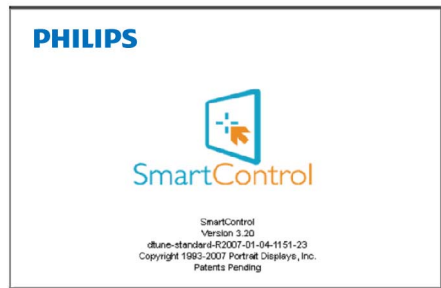 PHILIPS
SmartControl
SmartControl
Version 3.20
dtune-standard-R2007-01-04-1151-23
Copyright 1993-2007 Portrait Displays, Inc.
Patents Pending